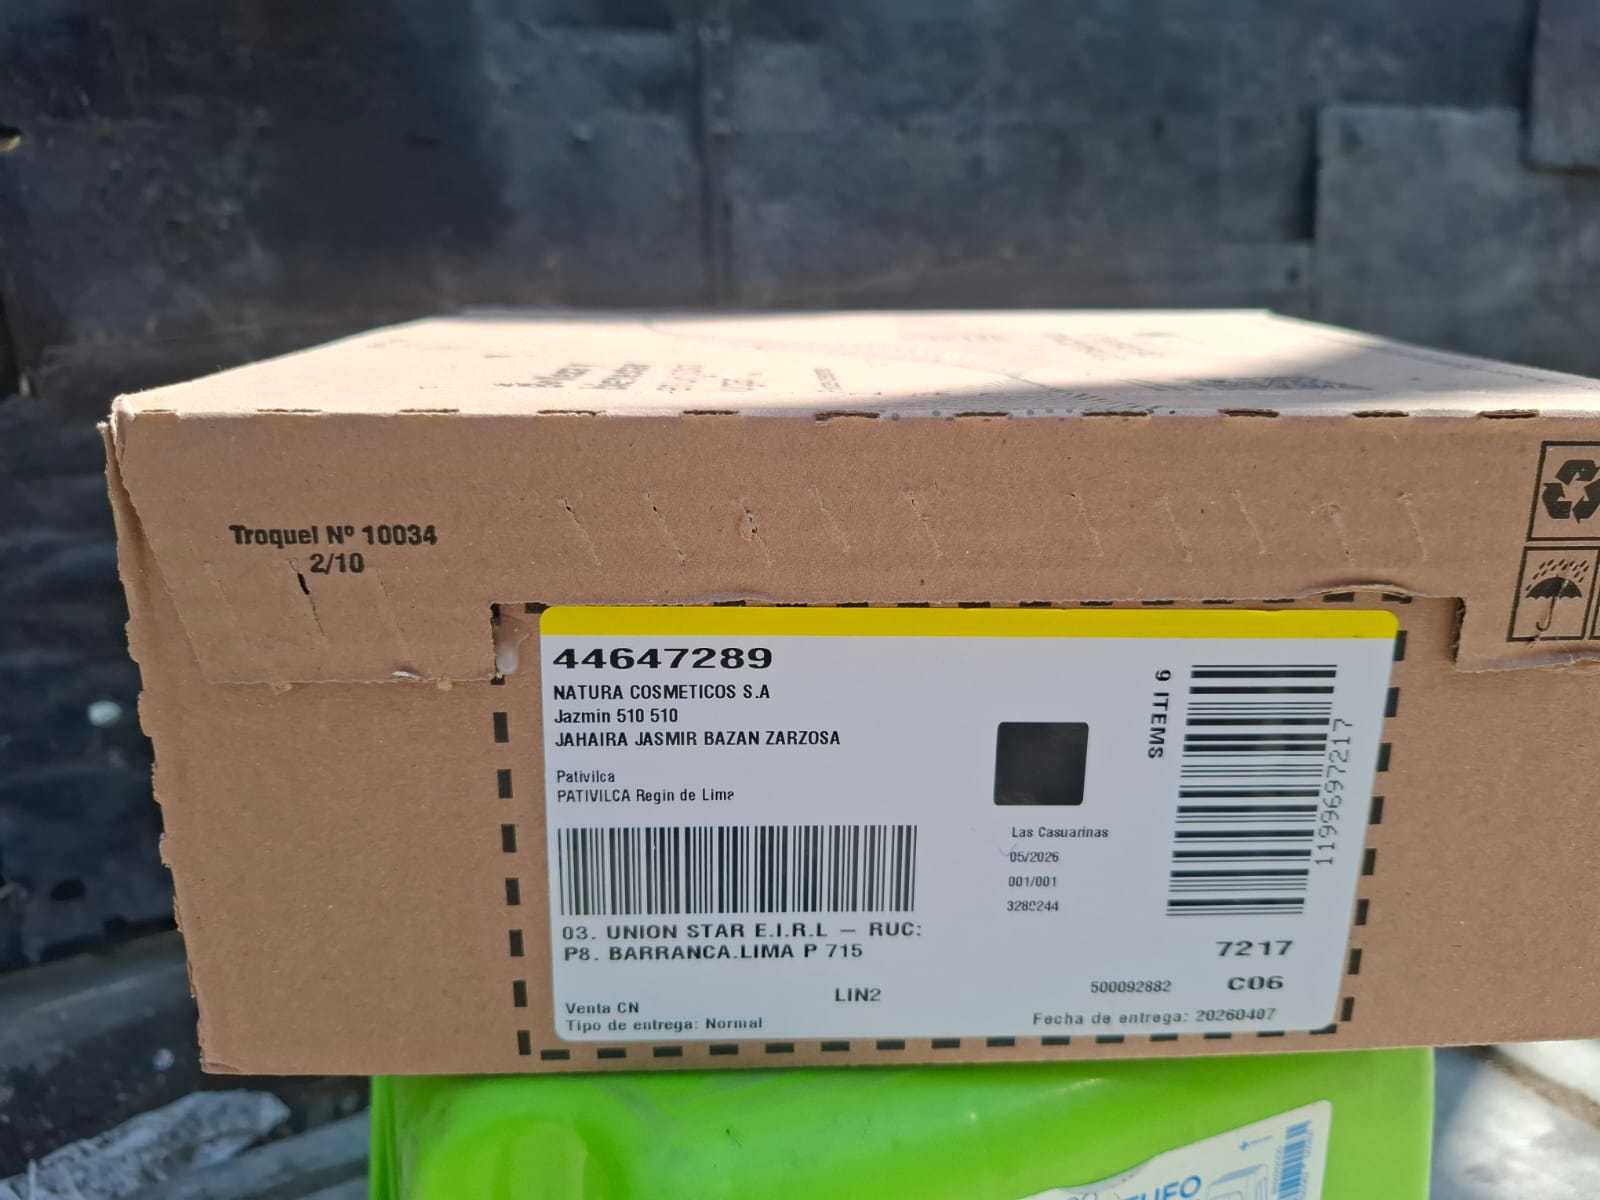 Troquel Nº 10034
2/10
44647289
NATURA COSMETICOS S.A
Jazmin 510 510
JAHAIRA JASMIR BAZAN ZARZOSA
Pativilca
PATIVILCA Regin de Lima
9 ITEMS
1199697217
Las Casuarinas
05/2026
001/001
3280244
03. UNION STAR E.I.R.L – RUC:
P8. BARRANCA.LIMA P 715
7217
LIN2
500092882
C06
Venta CN
Tipo de entrega: Normal
Fecha de entrega: 20260407